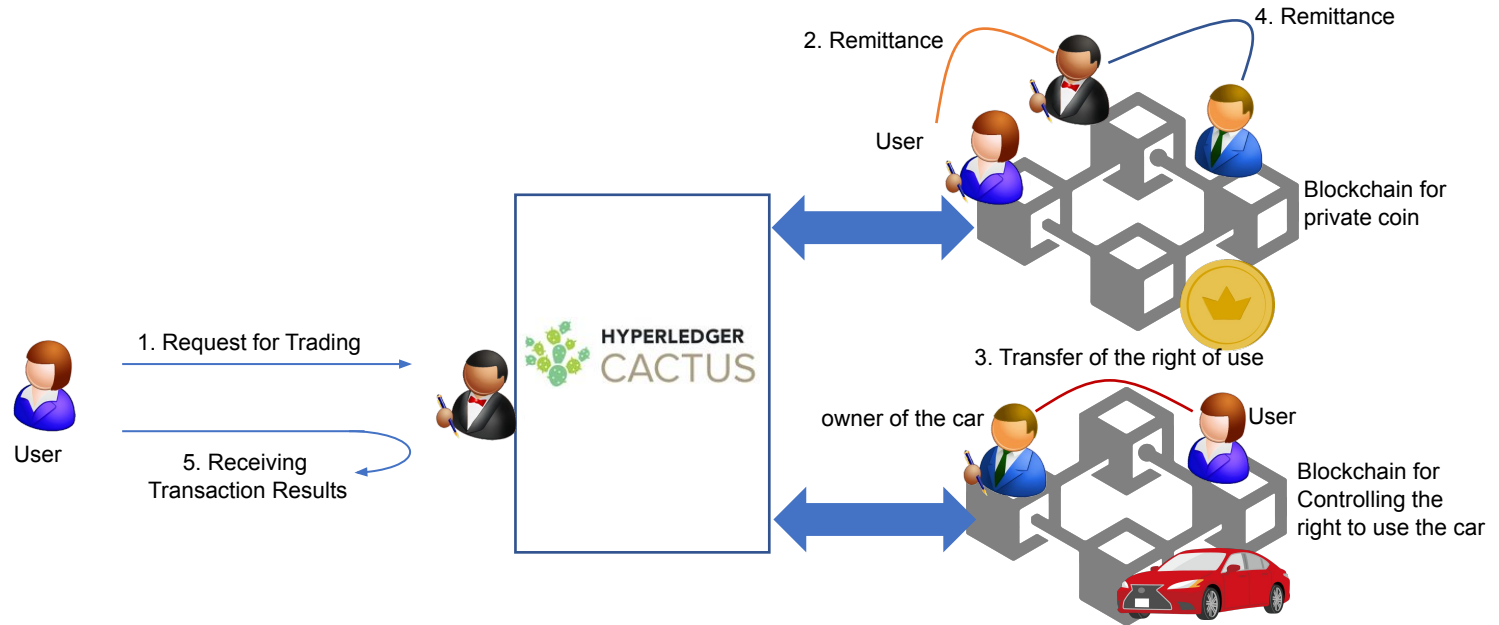 4. Remittance
2. Remittance
User
Blockchain for
private coin
HYPERLEDGER
CACTUS
1. Request for Trading
User
5. Receiving
Transaction Results
3. Transfer of the right of use
owner of the car
User
Blockchain for
Controlling the
right to use the car